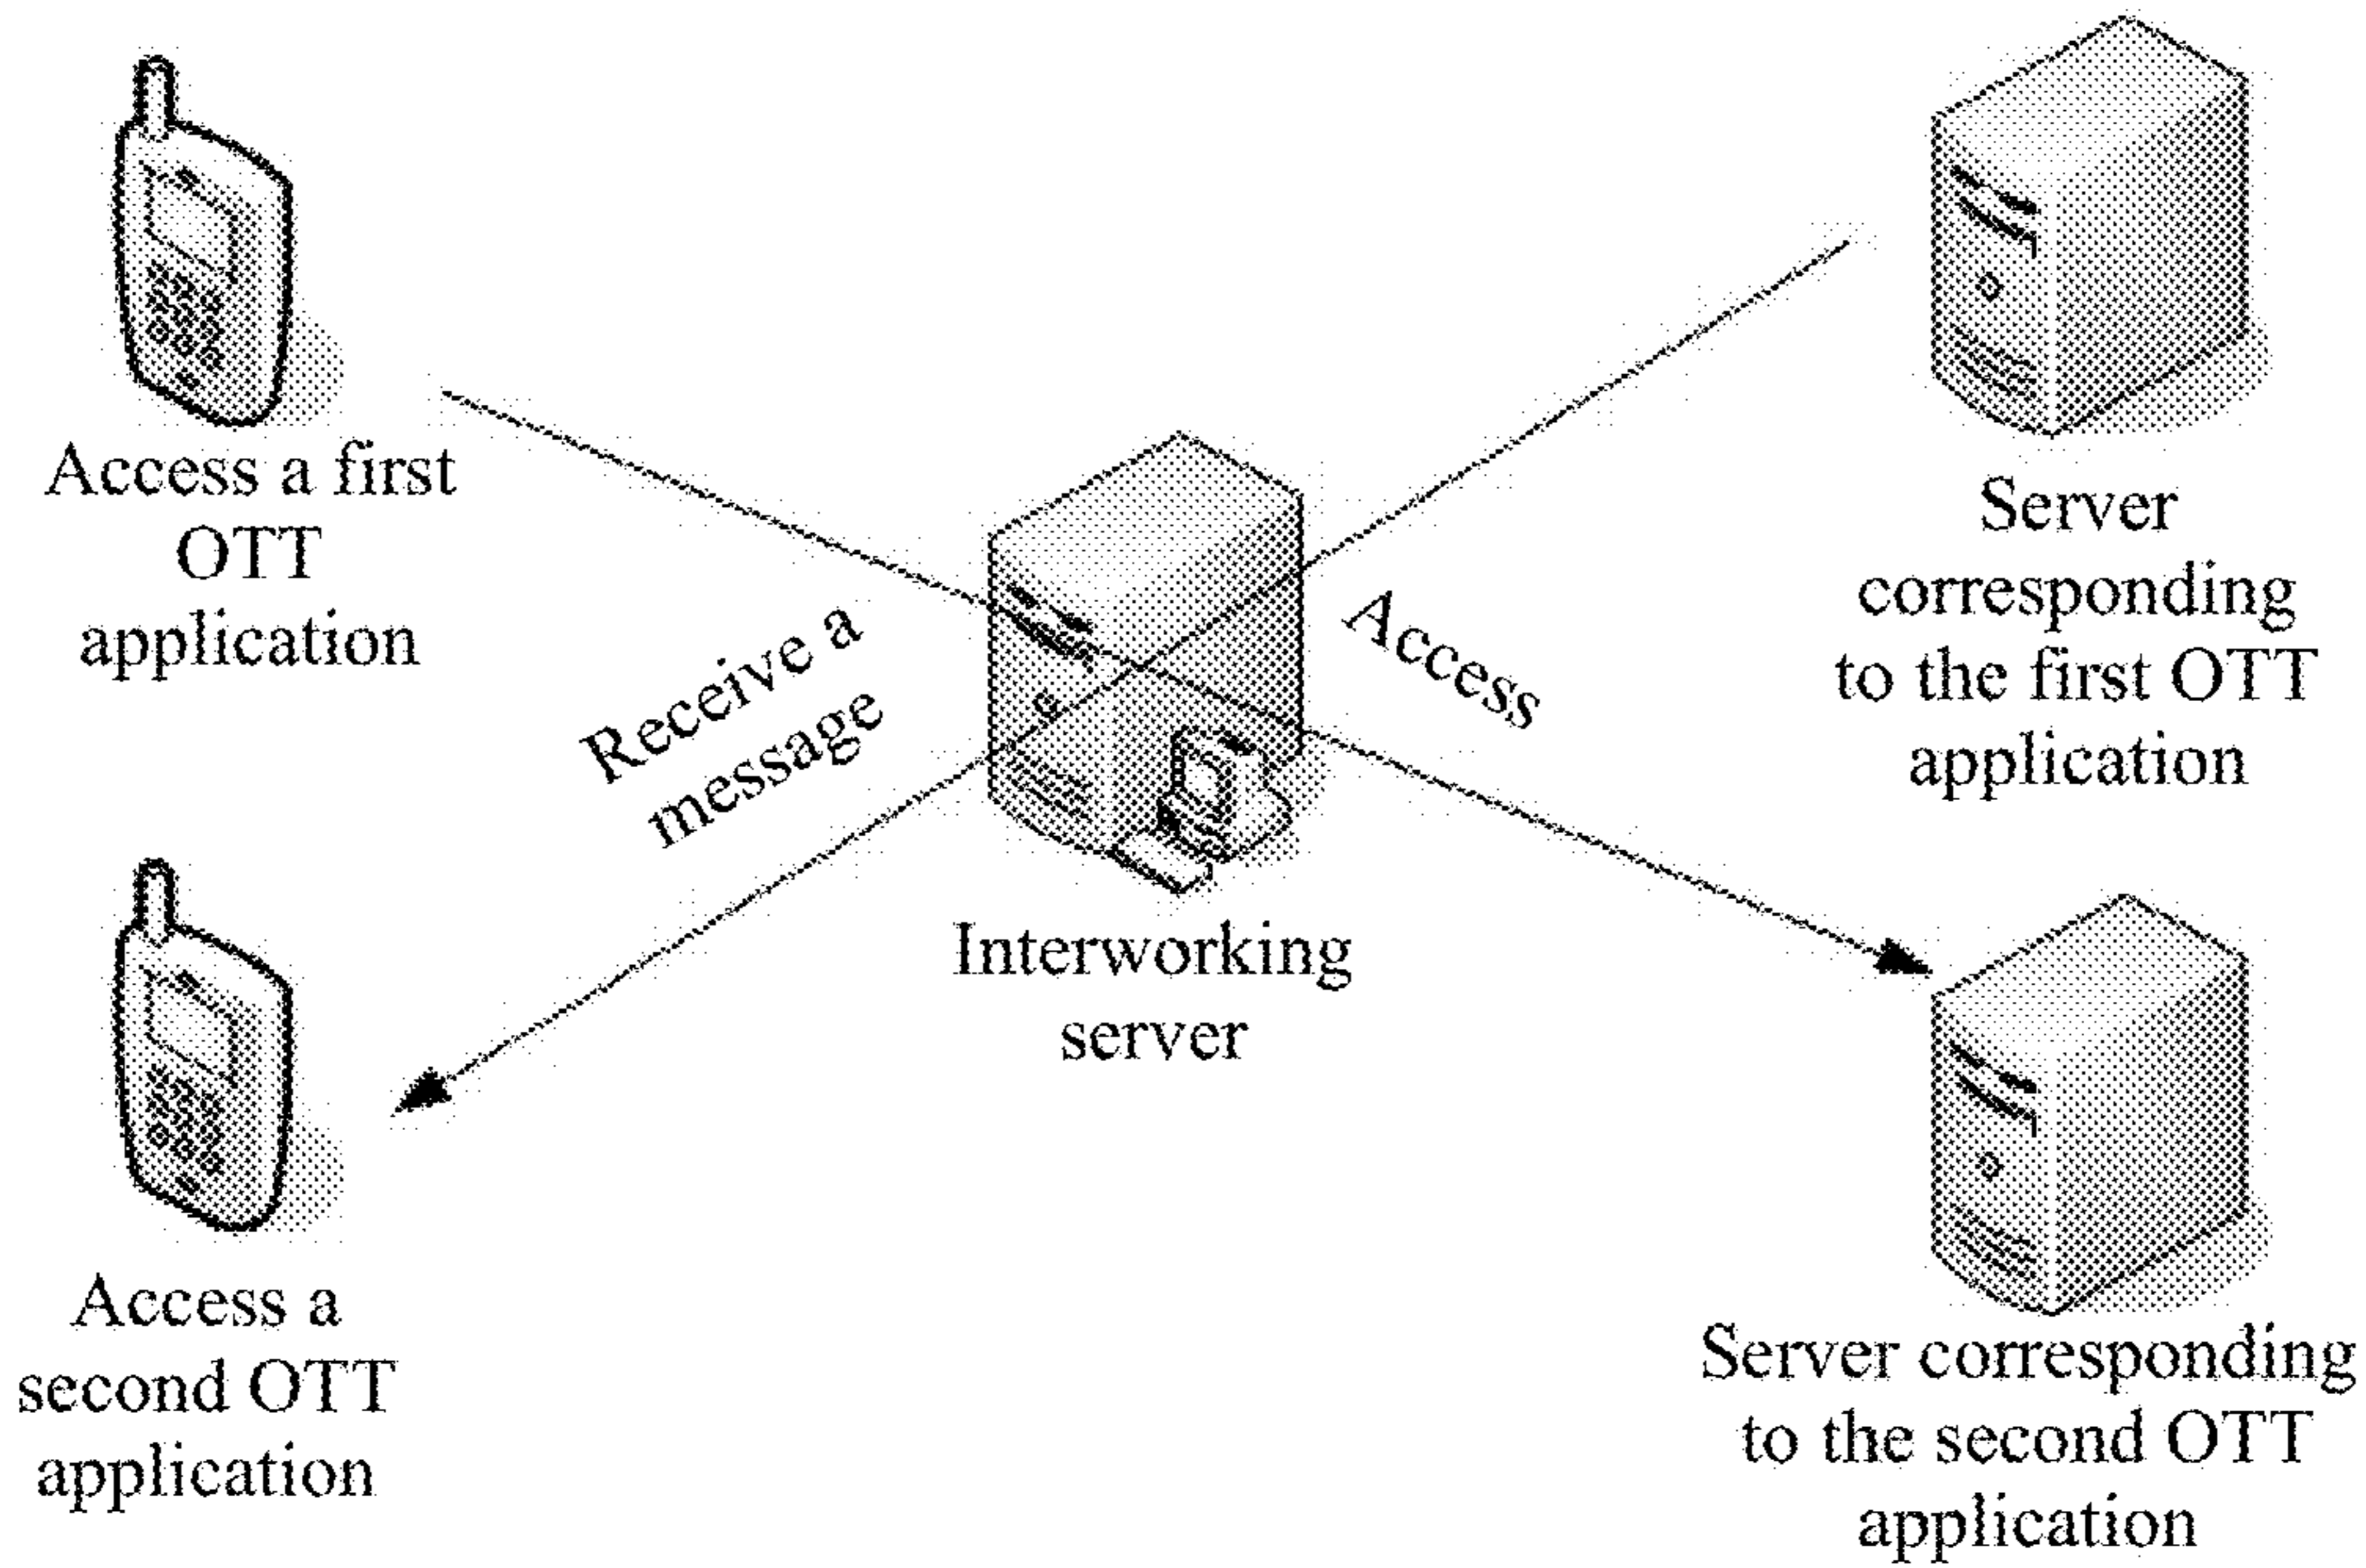 Access a first
OTT
application
Server
corresponding
to the first OTT
application
Receive a
message
Access
Interworking
server
Access a
second OTT
application
Server corresponding
to the second OTT
application